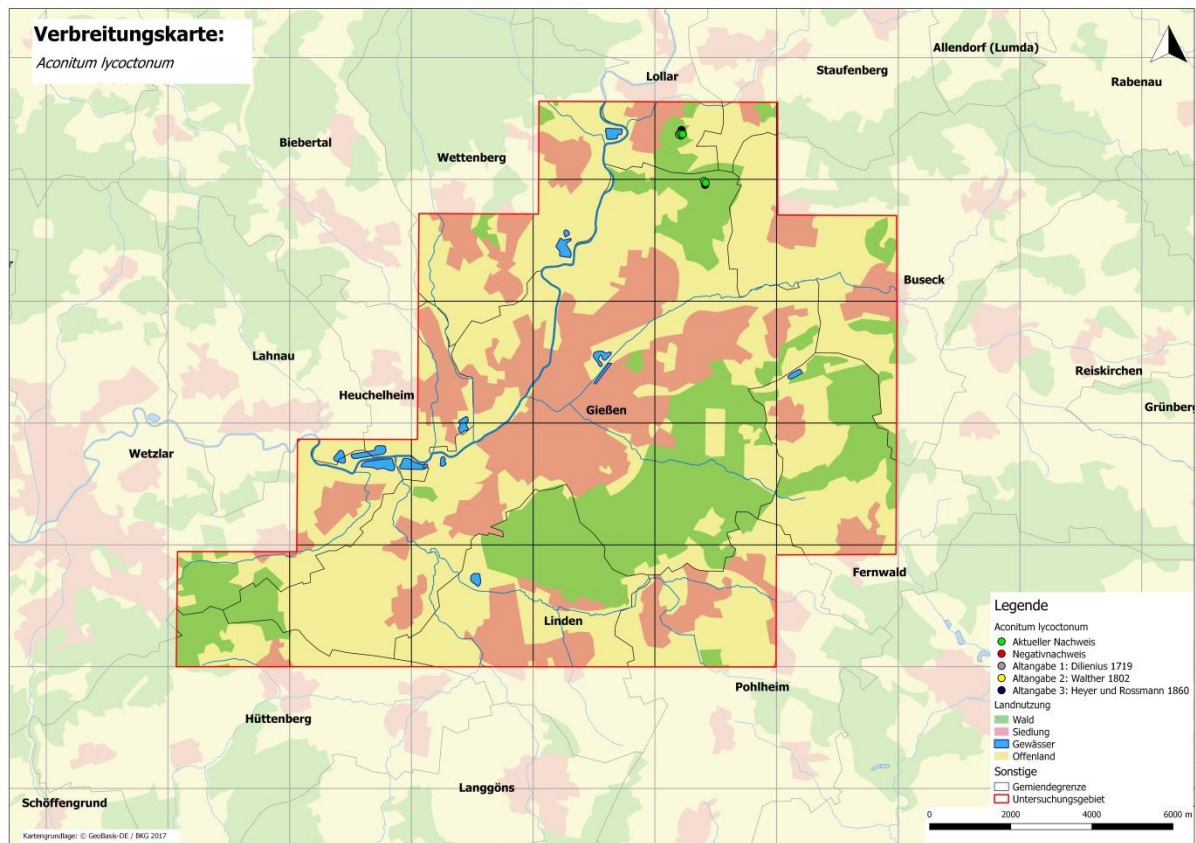 Verbreitungskarte:
Aconitum lycoctonum
Allendorf (Lumda)
Lollar
Staufenberg
Rabenau
Biebertal
Wettenberg
Buseck
Lahnau
Reiskirchen
Heuchelheim
Grünberg
Gießen
Wetzlar
Fernwald
Linden
Pohlheim
Hüttenberg
Langgöns
Schöffengrund
Legende
Aconitum lycoctonum
Aktueller Nachweis
Negativnachweis
Altangabe 1: Dilienius 1719
Altangabe 2: Walther 1802
Altangabe 3: Heyer und Rossmann 1860
Landnutzung
Wald
Siedlung
Gewässer
Offenland
Sonstige
Gemiendegrenze
Untersuchungsgebiet
0 2000 4000 6000 m
Kartengrundlage: © GeoBasis-DE / BKG 2017